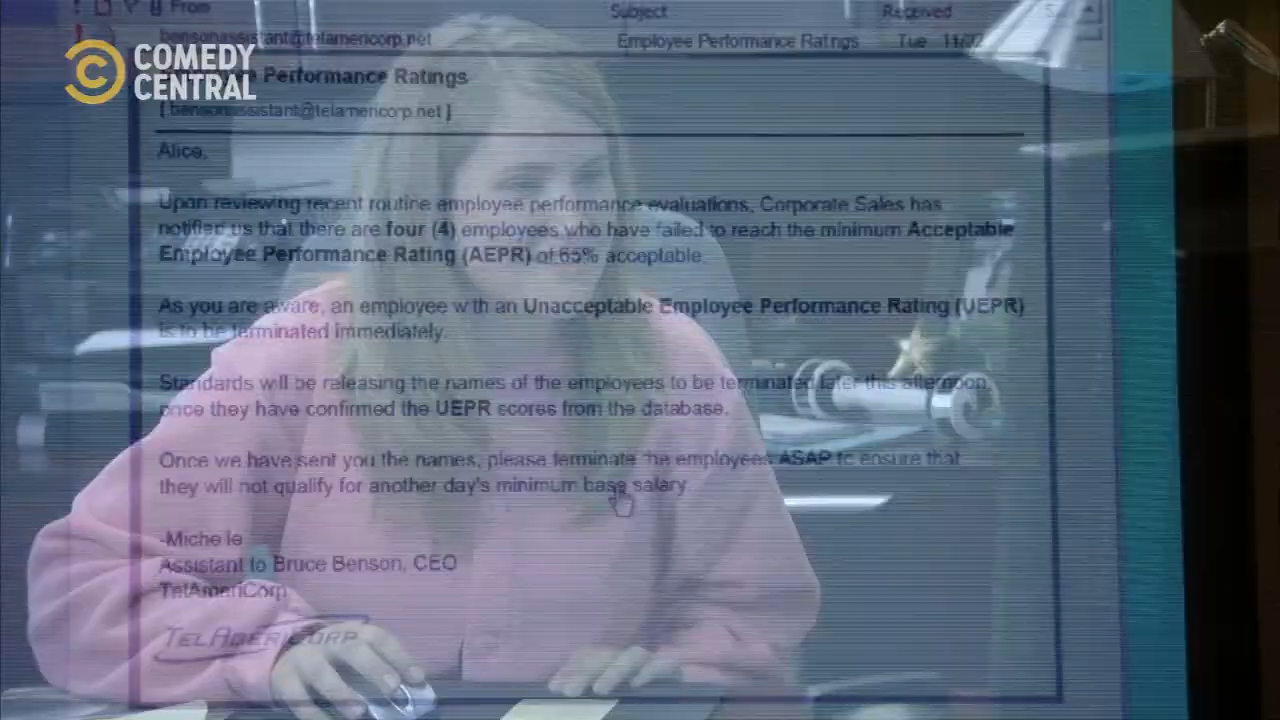 From Subject Received
bensonassistant@telamericorp.net Employee Performance Ratings Tue
COMEDY
CENTRAL
Performance Ratings
[ bensonassistant@telamericorp.net ]
Alice,
Upon reviewing recent routine employee performance evaluations, Corporate Sales has
notified us that there are four (4) employees who have failed to reach the minimum Acceptable
Employee Performance Rating (AEPR) of 65% acceptable.
As you are aware, an employee with an Unacceptable Employee Performance Rating (UEPR)
is to be terminated immediately.
Standards will be releasing the names of the employees to be terminated later this afternoon,
once they have confirmed the UEPR scores from the database.
Once we have sent you the names, please terminate the employees ASAP to ensure that
they will not qualify for another day's minimum base salary.
-Michelle
Assistant to Bruce Benson, CEO
TelAmeriCorp
TELAMERICORP